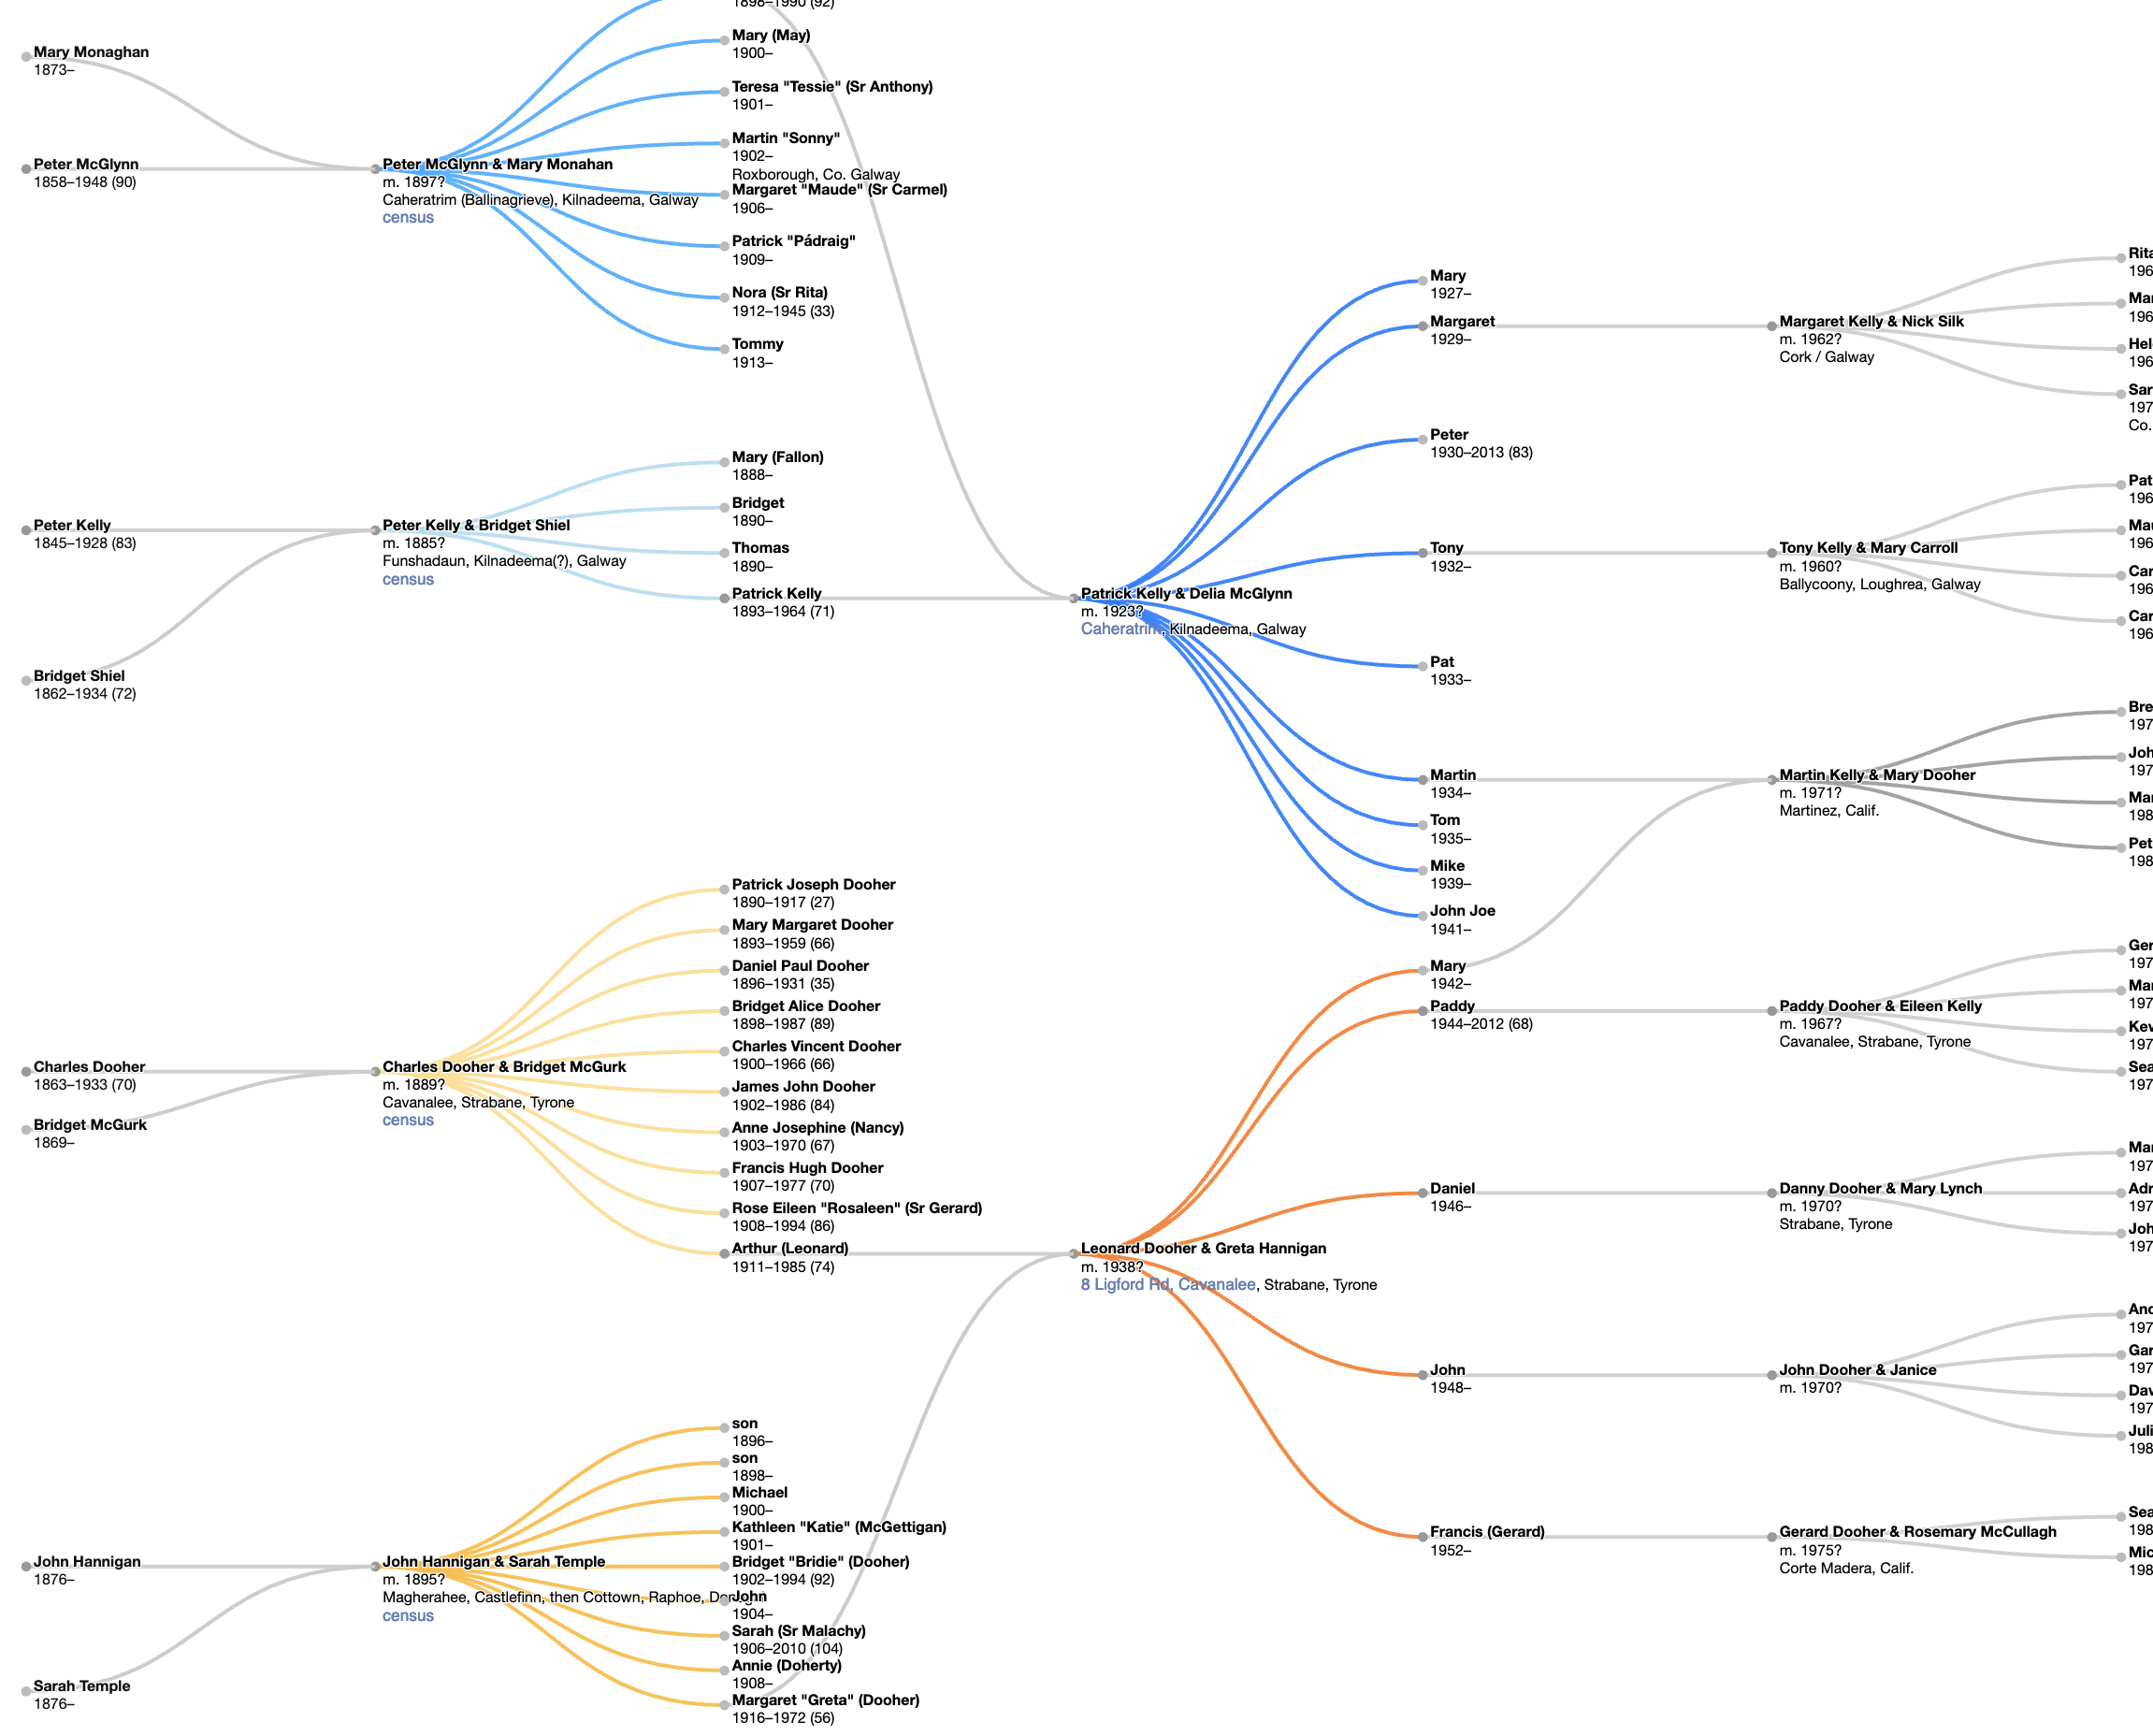 1898–1990 (92)
Mary Monaghan
1873–
Peter McGlynn
1858–1948 (90)
Peter McGlynn & Mary Monahan
m. 1897?
Caheratrim (Ballinagrieve), Kilnadeema, Galway
census
Mary (May)
1900–
Teresa "Tessie" (Sr Anthony)
1901–
Martin "Sonny"
1902–
Roxborough, Co. Galway
Margaret "Maude" (Sr Carmel)
1906–
Patrick "Pádraig"
1909–
Nora (Sr Rita)
1912–1945 (33)
Tommy
1913–
Peter Kelly
1845–1928 (83)
Bridget Shiel
1862–1934 (72)
Peter Kelly & Bridget Shiel
m. 1885?
Funshadaun, Kilnadeema(?), Galway
census
Mary (Fallon)
1888–
Bridget
1890–
Thomas
1890–
Patrick Kelly
1893–1964 (71)
Patrick Kelly & Delia McGlynn
m. 1923?
Caheratrim, Kilnadeema, Galway
Mary
1927–
Margaret
1929–
Peter
1930–2013 (83)
Tony
1932–
Pat
1933–
Martin
1934–
Tom
1935–
Mike
1939–
John Joe
1941–
Margaret Kelly & Nick Silk
m. 1962?
Cork / Galway
Tony Kelly & Mary Carroll
m. 1960?
Ballycoony, Loughrea, Galway
Martin Kelly & Mary Dooher
m. 1971?
Martinez, Calif.
Charles Dooher
1863–1933 (70)
Bridget McGurk
1869–
Charles Dooher & Bridget McGurk
m. 1889?
Cavanalee, Strabane, Tyrone
census
Patrick Joseph Dooher
1890–1917 (27)
Mary Margaret Dooher
1893–1959 (66)
Daniel Paul Dooher
1896–1931 (35)
Bridget Alice Dooher
1898–1987 (89)
Charles Vincent Dooher
1900–1966 (66)
James John Dooher
1902–1986 (84)
Anne Josephine (Nancy)
1903–1970 (67)
Francis Hugh Dooher
1907–1977 (70)
Rose Eileen "Rosaleen" (Sr Gerard)
1908–1994 (86)
Arthur (Leonard)
1911–1985 (74)
Leonard Dooher & Greta Hannigan
m. 1938?
8 Ligford Rd, Cavanalee, Strabane, Tyrone
Mary
1942–
Paddy
1944–2012 (68)
Daniel
1946–
John
1948–
Francis (Gerard)
1952–
Paddy Dooher & Eileen Kelly
m. 1967?
Cavanalee, Strabane, Tyrone
Danny Dooher & Mary Lynch
m. 1970?
Strabane, Tyrone
John Dooher & Janice
m. 1970?
Gerard Dooher & Rosemary McCullagh
m. 1975?
Corte Madera, Calif.
John Hannigan
1876–
Sarah Temple
1876–
John Hannigan & Sarah Temple
m. 1895?
Magherahee, Castlefinn, then Cottown, Raphoe,
census
son
1896–
son
1898–
Michael
1900–
Kathleen "Katie" (McGettigan)
1901–
Bridget "Bridie" (Dooher)
1902–1994 (92)
John
1904–
Sarah (Sr Malachy)
1906–2010 (104)
Annie (Doherty)
1908–
Margaret "Greta" (Dooher)
1916–1972 (56)